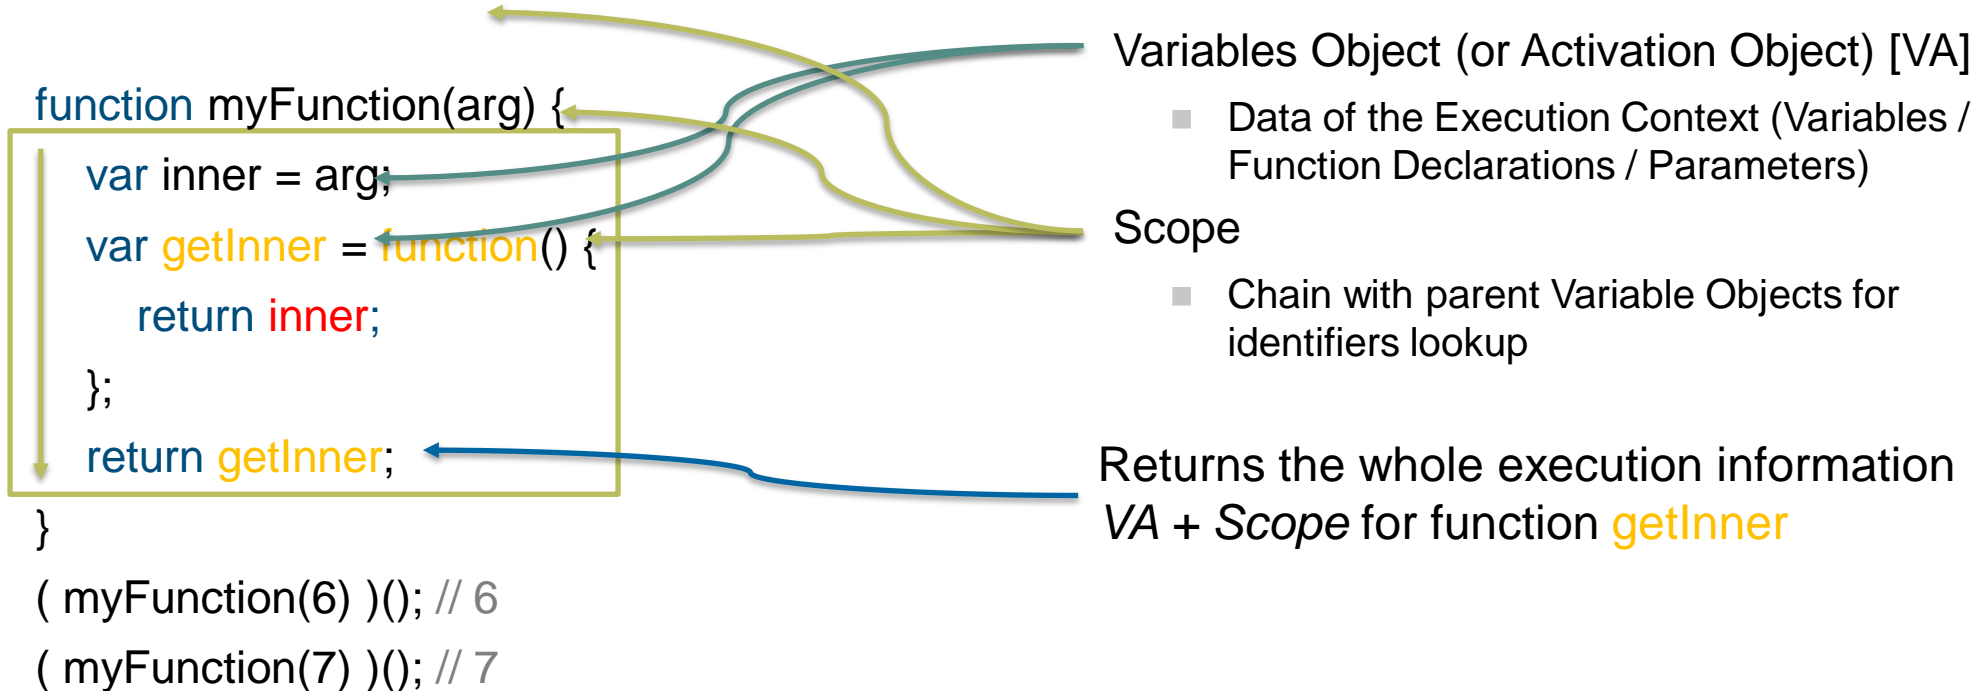 function myFunction(arg) {
var inner = arg;
var getInner = function() {
return inner;
};
return getInner;
}
( myFunction(6) )(); // 6
( myFunction(7) )(); // 7
Variables Object (or Activation Object) [VA]
Data of the Execution Context (Variables /
Function Declarations / Parameters)
Scope
Chain with parent Variable Objects for
identifiers lookup
Returns the whole execution information
VA + Scope for function getInner